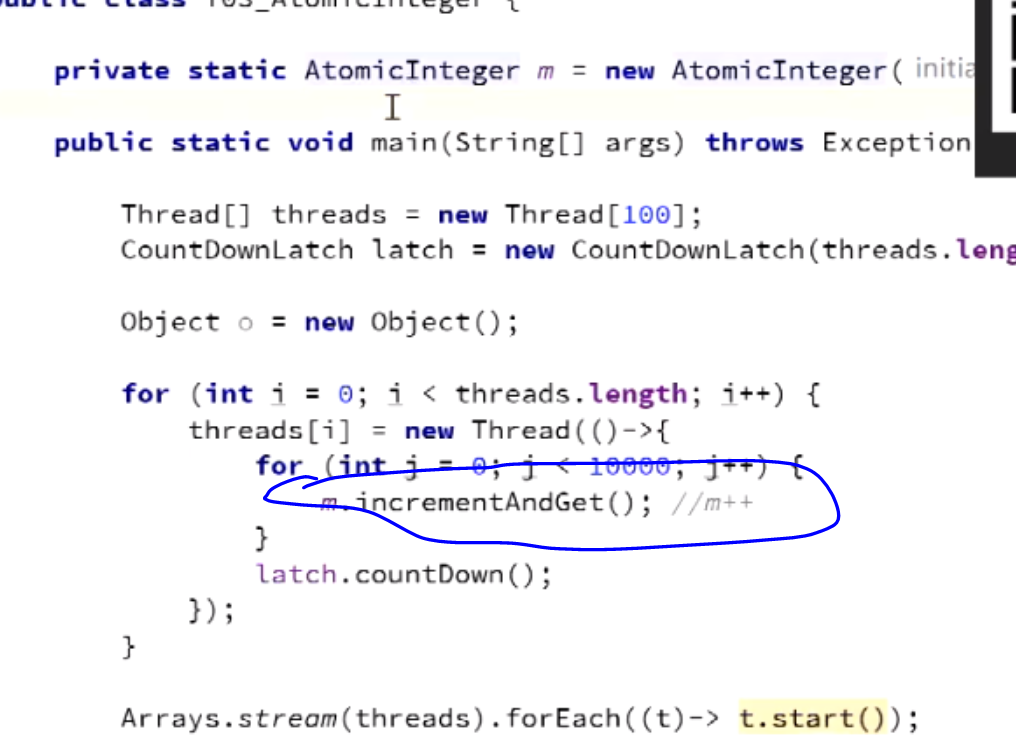 public class T03_AtomicInteger {
private static AtomicInteger m = new AtomicInteger( initia
public static void main(String[] args) throws Exception
Thread[] threads = new Thread[100];
CountDownLatch latch = new CountDownLatch(threads.leng
Object o = new Object();
for (int i = 0; i < threads.length; i++) {
threads[i] = new Thread(()->{
for (int j = 0; j < 10000; j++) {
m.incrementAndGet(); //m++
}
latch.countDown();
});
}
Arrays.stream(threads).forEach((t)-> t.start());